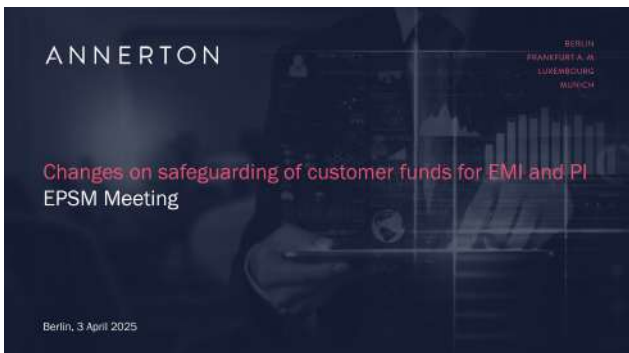 ANNERTON
BERLIN
FRANKFURT A. M.
LUXEMBOURG
MUNICH
Changes on safeguarding of customer funds for EMI and PI
EPSM Meeting
Berlin, 3 April 2025